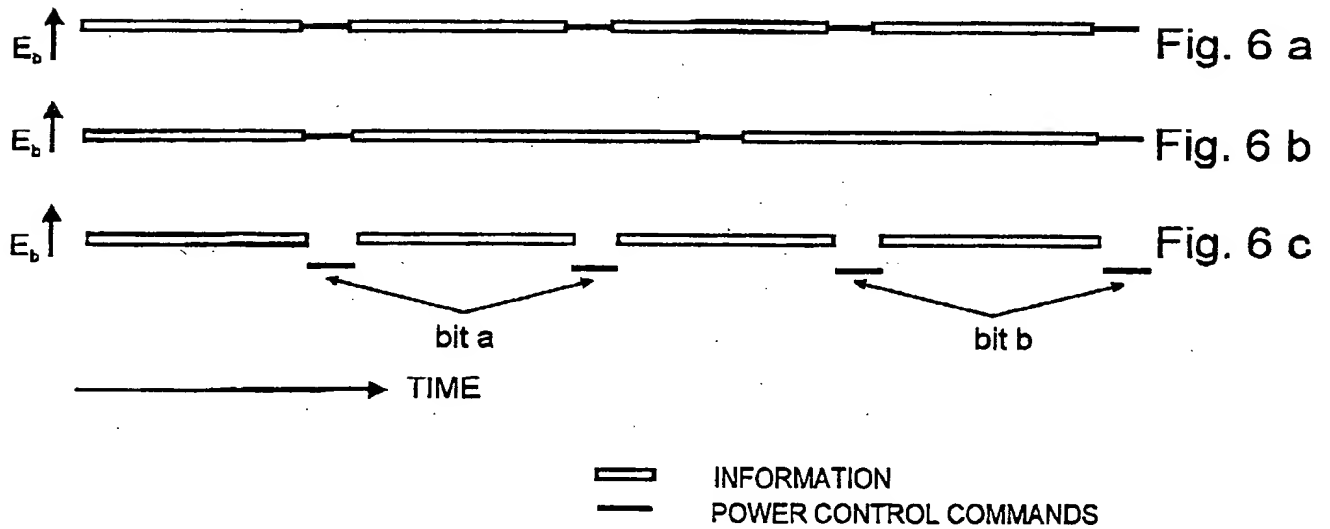 E_b
Fig. 6 a
E_b
Fig. 6 b
E_b
Fig. 6 c
bit a
bit b
TIME
INFORMATION
POWER CONTROL COMMANDS